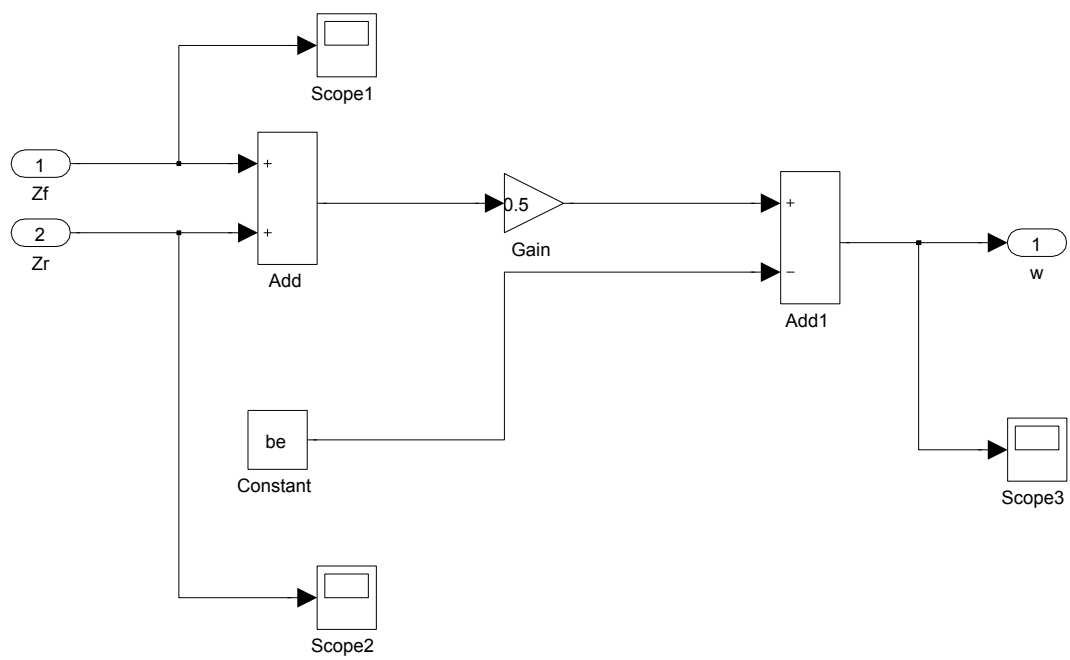 Scope1
1
+
Zf
0.5
+
2
+
Gain
1
Zr
Add
−
w
Add1
be
Constant
Scope3
Scope2